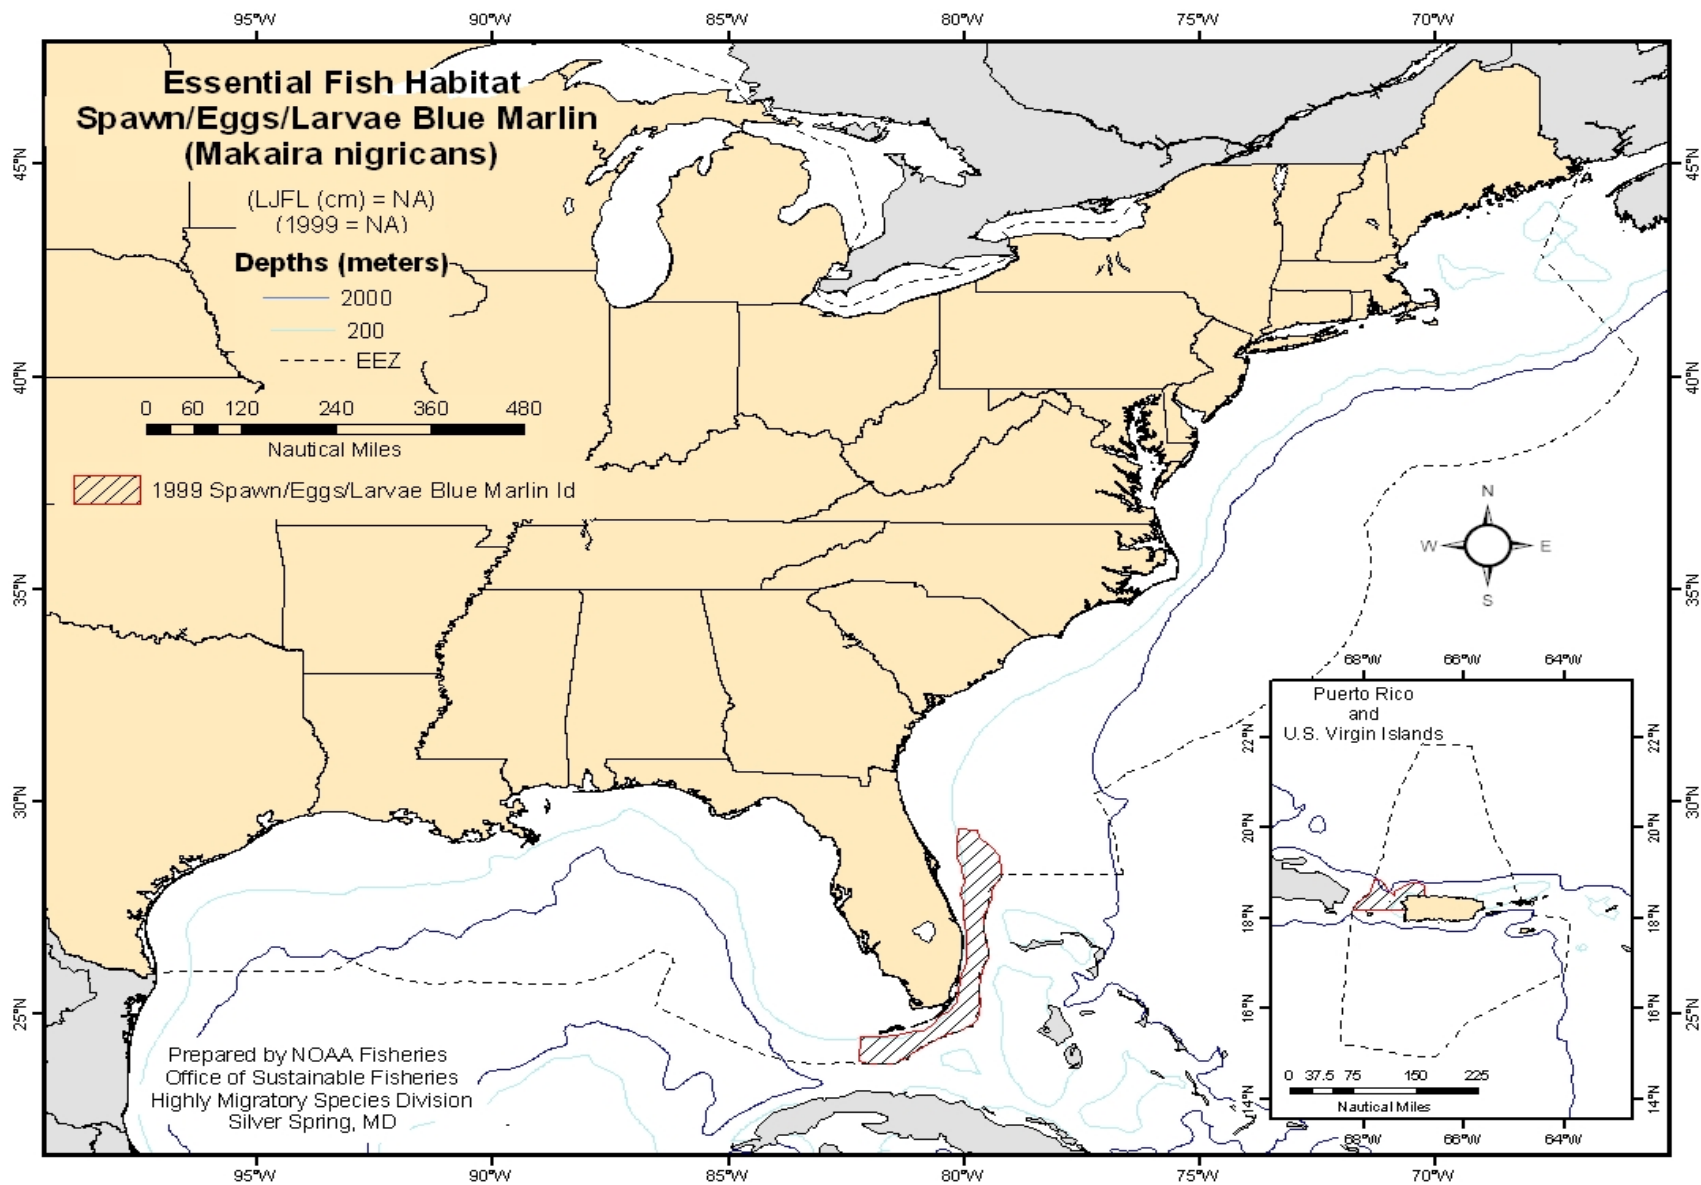 95°W 90°W 85°W 80°W 75°W 70°W
Essential Fish Habitat
Spawn/Eggs/Larvae Blue Marlin
(Makaira nigricans)
(LJFL (cm) = NA)
(1999 = NA)
Depths (meters)
2000
200
EEZ
0 60 120 240 360 480
Nautical Miles
1999 Spawn/Eggs/Larvae Blue Marlin Id
45°N
40°N
35°N
30°N
25°N
45°N
40°N
35°N
30°N
25°N
N
W E
S
68°W 66°W 64°W
Puerto Rico
and
U.S. Virgin Islands
22°N
20°N
18°N
16°N
14°N
22°N
20°N
18°N
16°N
14°N
0 37.5 75 150 225
Nautical Miles
68°W 66°W 64°W
Prepared by NOAA Fisheries
Office of Sustainable Fisheries
Highly Migratory Species Division
Silver Spring, MD
95°W 90°W 85°W 80°W 75°W 70°W